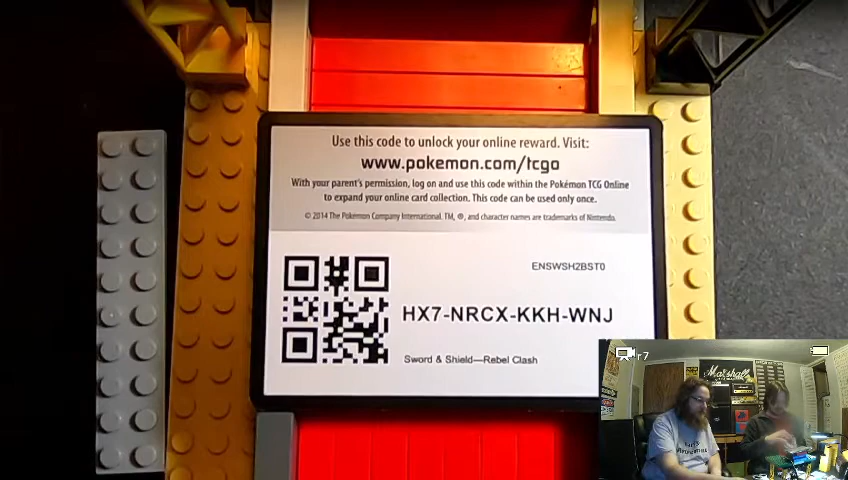 Use this code to unlock your online reward. Visit:
www.pokemon.com/tcgo
With your parent's permission, log on and use this code within the Pokémon TCG Online
to expand your online card collection. This code can be used only once.
© 2014 The Pokémon Company International. TM, ®, and character names are trademarks of Nintendo.
ENSWSH2BST0
HX7-NRCX-KKH-WNJ
Sword & Shield—Rebel Clash
r7
Marshall